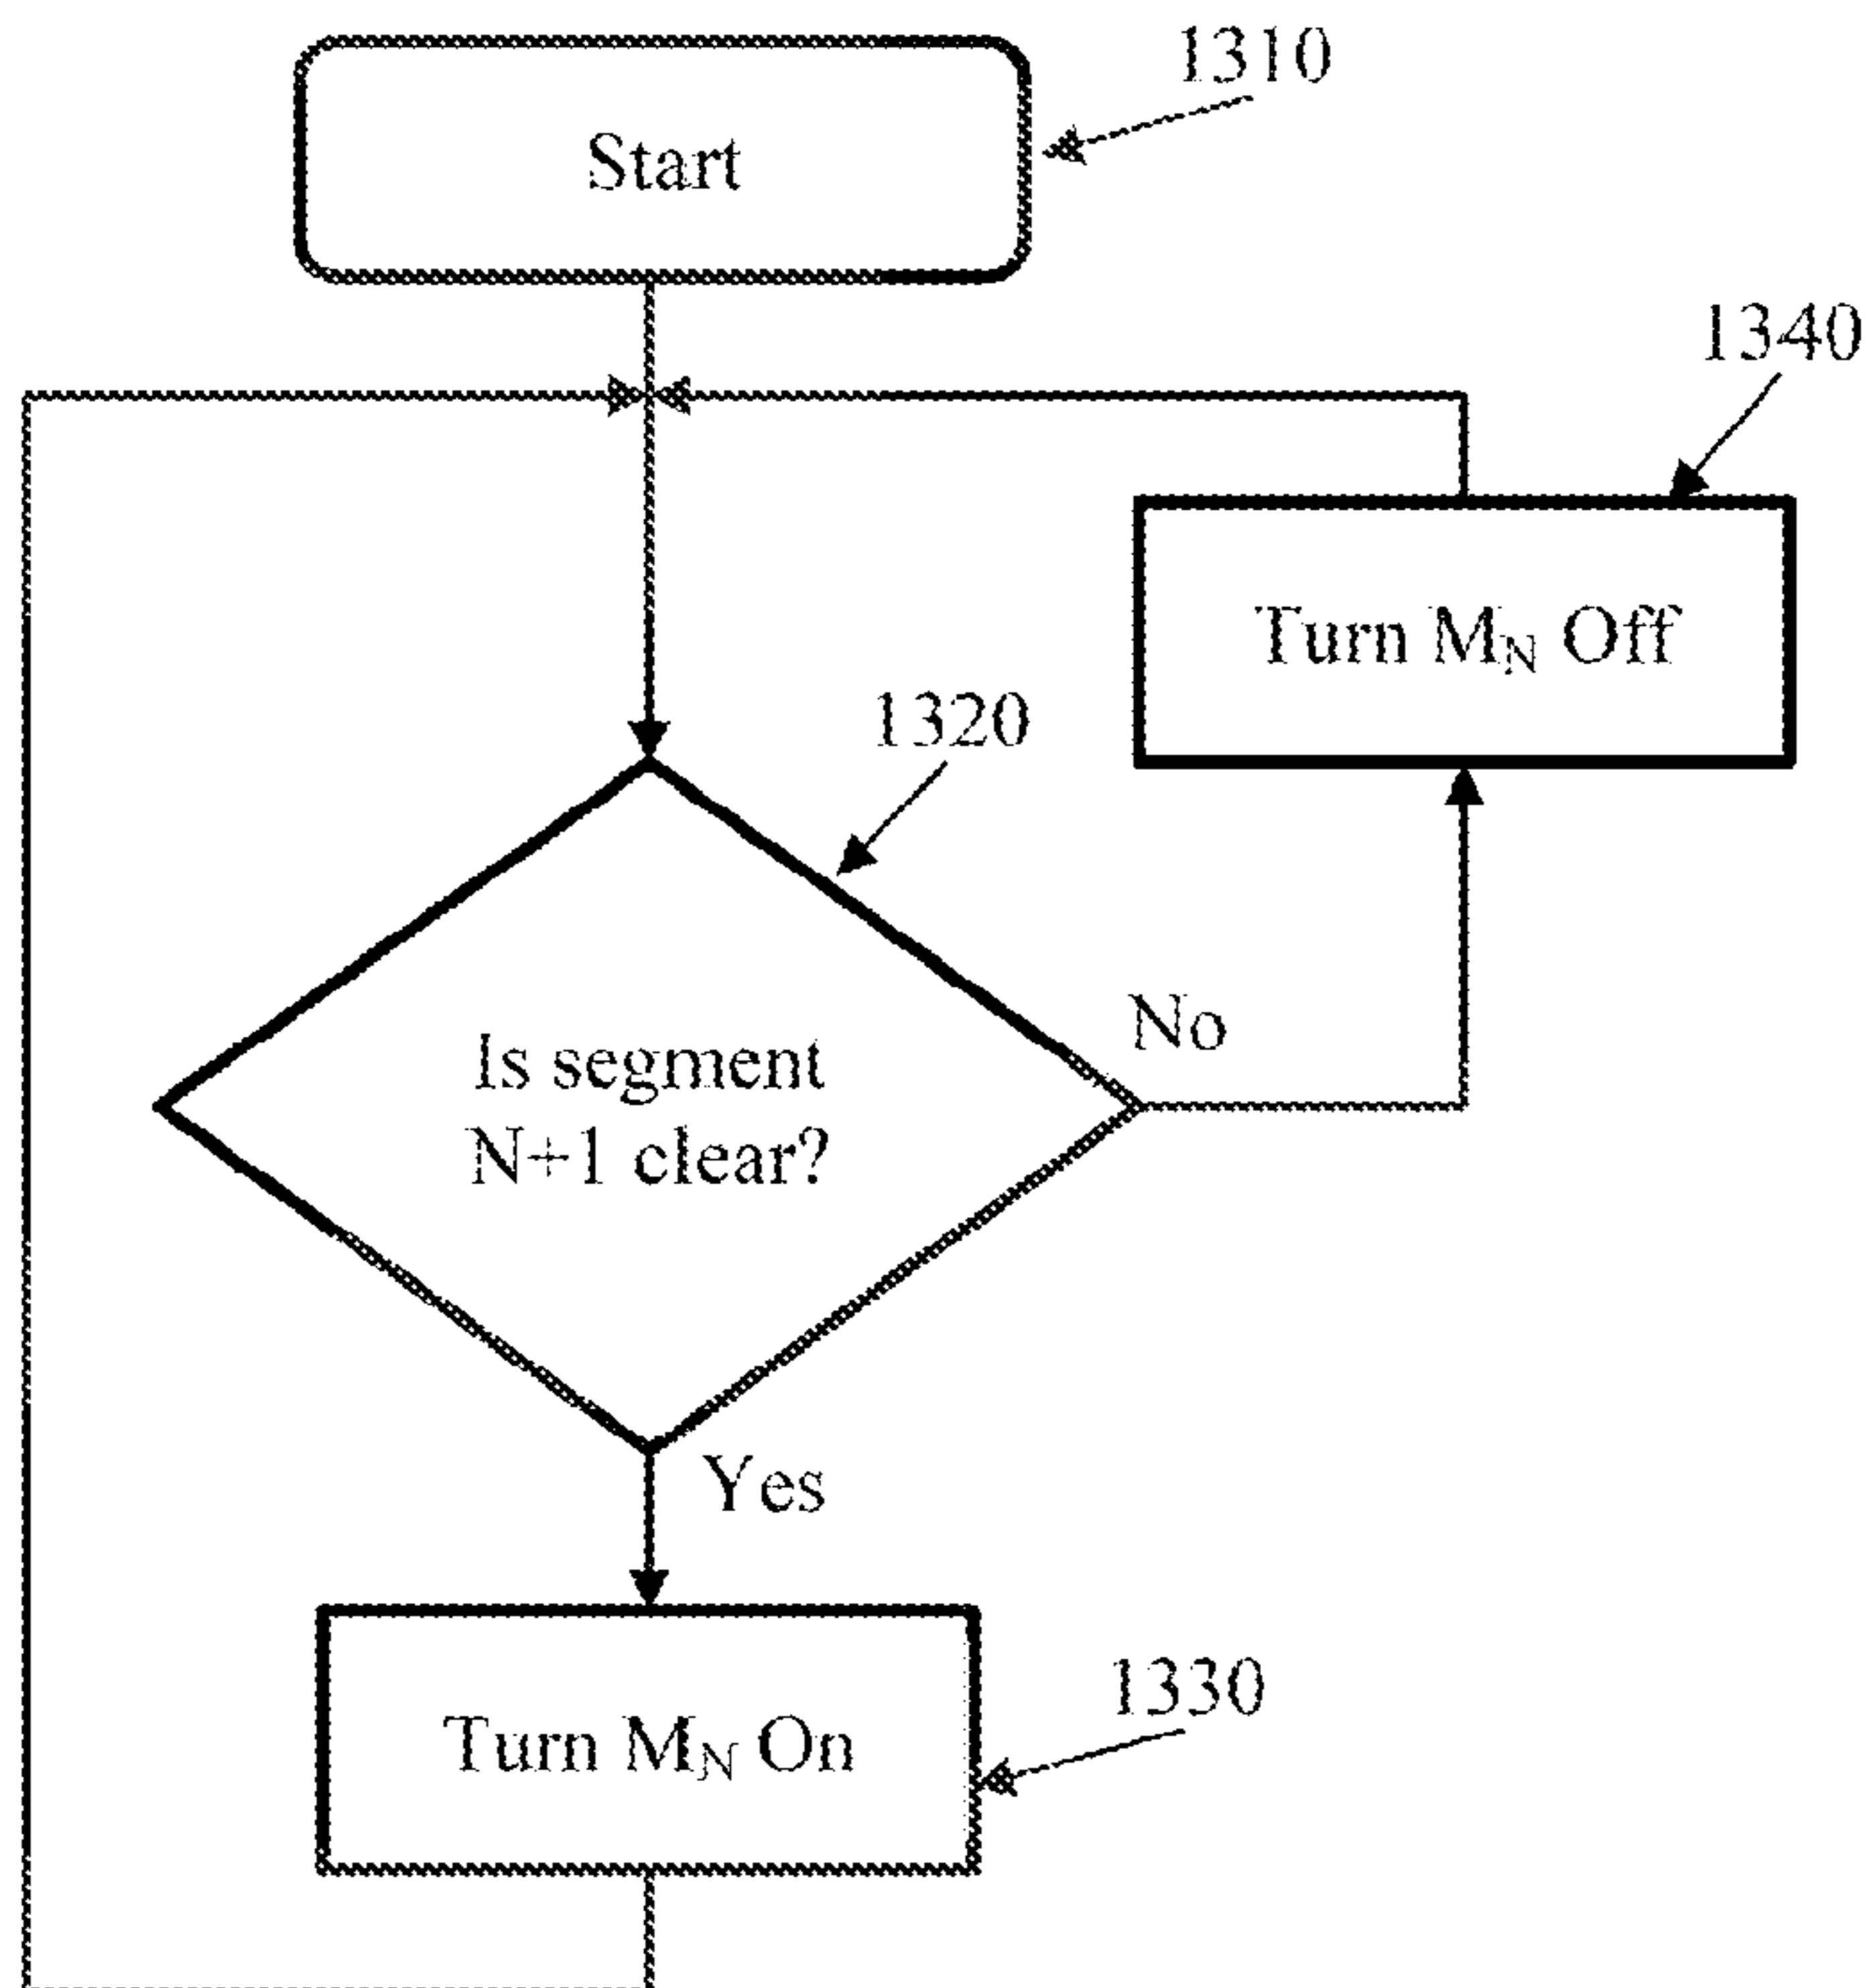 1310
Start
1340
Turn M_N Off
1320
No
Is segment
N+1 clear?
Yes
1330
Turn M_N On